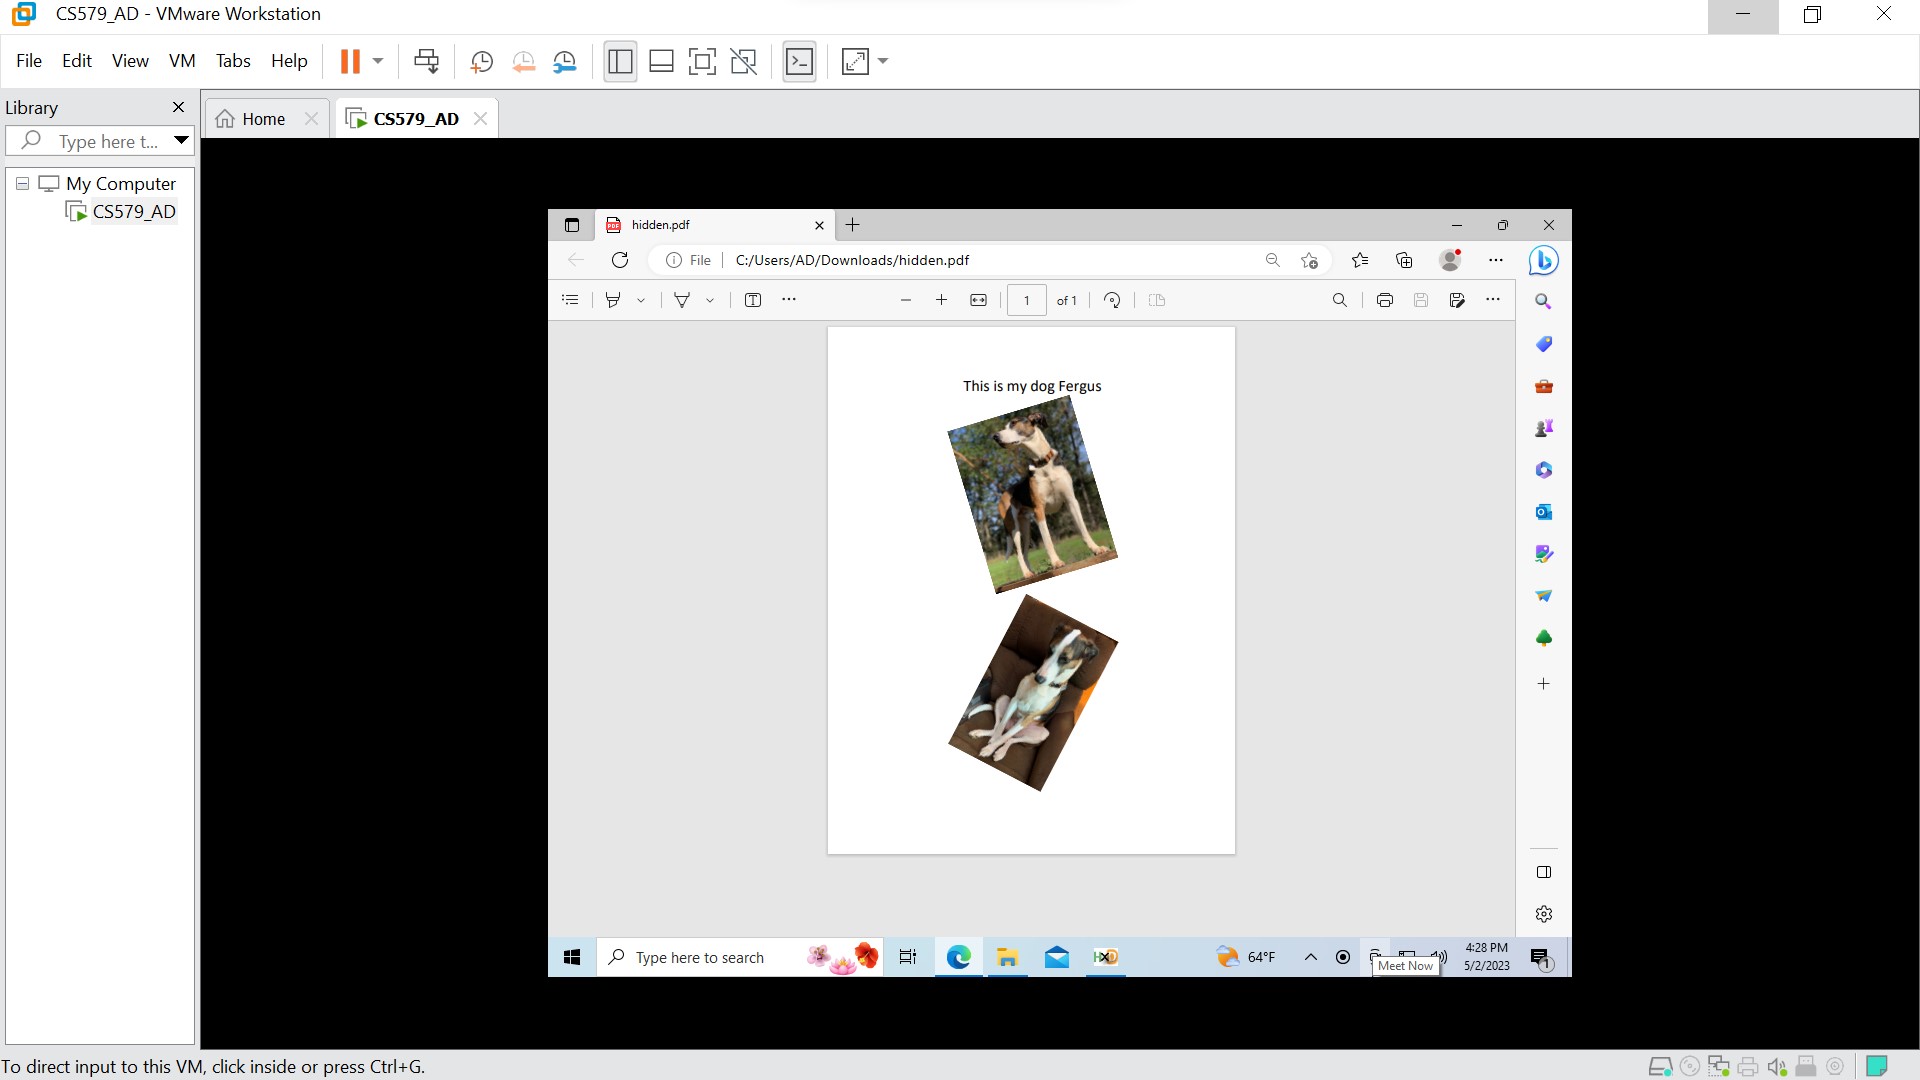 CS579_AD - VMware Workstation
File Edit View VM Tabs Help
Library
Home
CS579_AD
Type here t...
My Computer
CS579_AD
hidden.pdf
File
C:/Users/AD/Downloads/hidden.pdf
1 of 1
This is my dog Fergus
Type here to search
64°F
4:28 PM
5/2/2023
1
Meet Now
To direct input to this VM, click inside or press Ctrl+G.